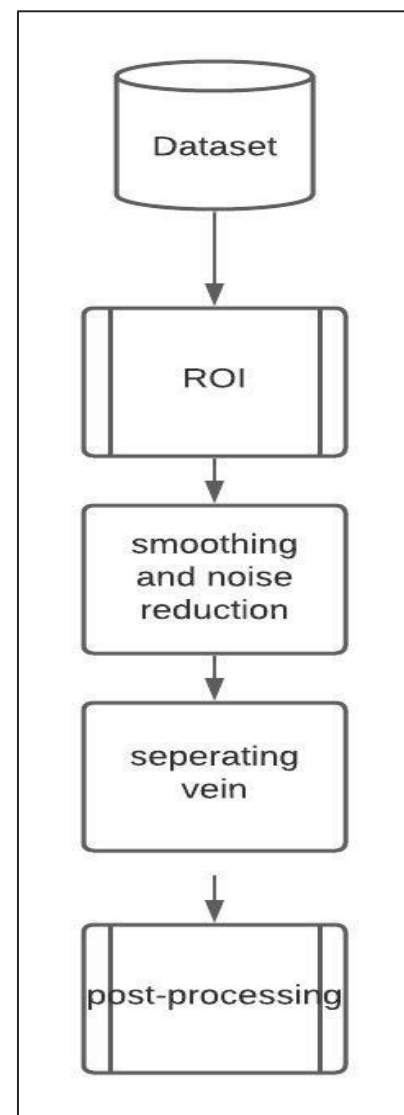 Dataset
ROI
smoothing
and noise
reduction
seperating
vein
post-processing